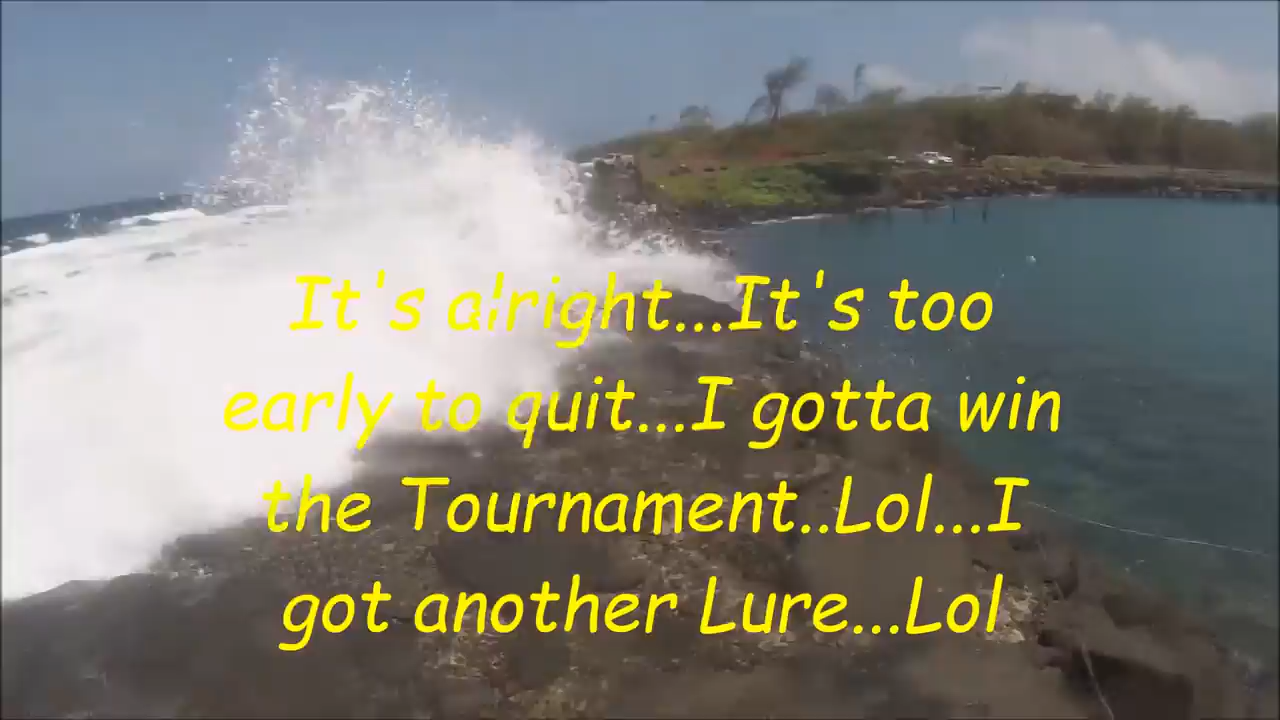 It's alright...It's too
early to quit...I gotta win
the Tournament..Lol...I
got another Lure...Lol